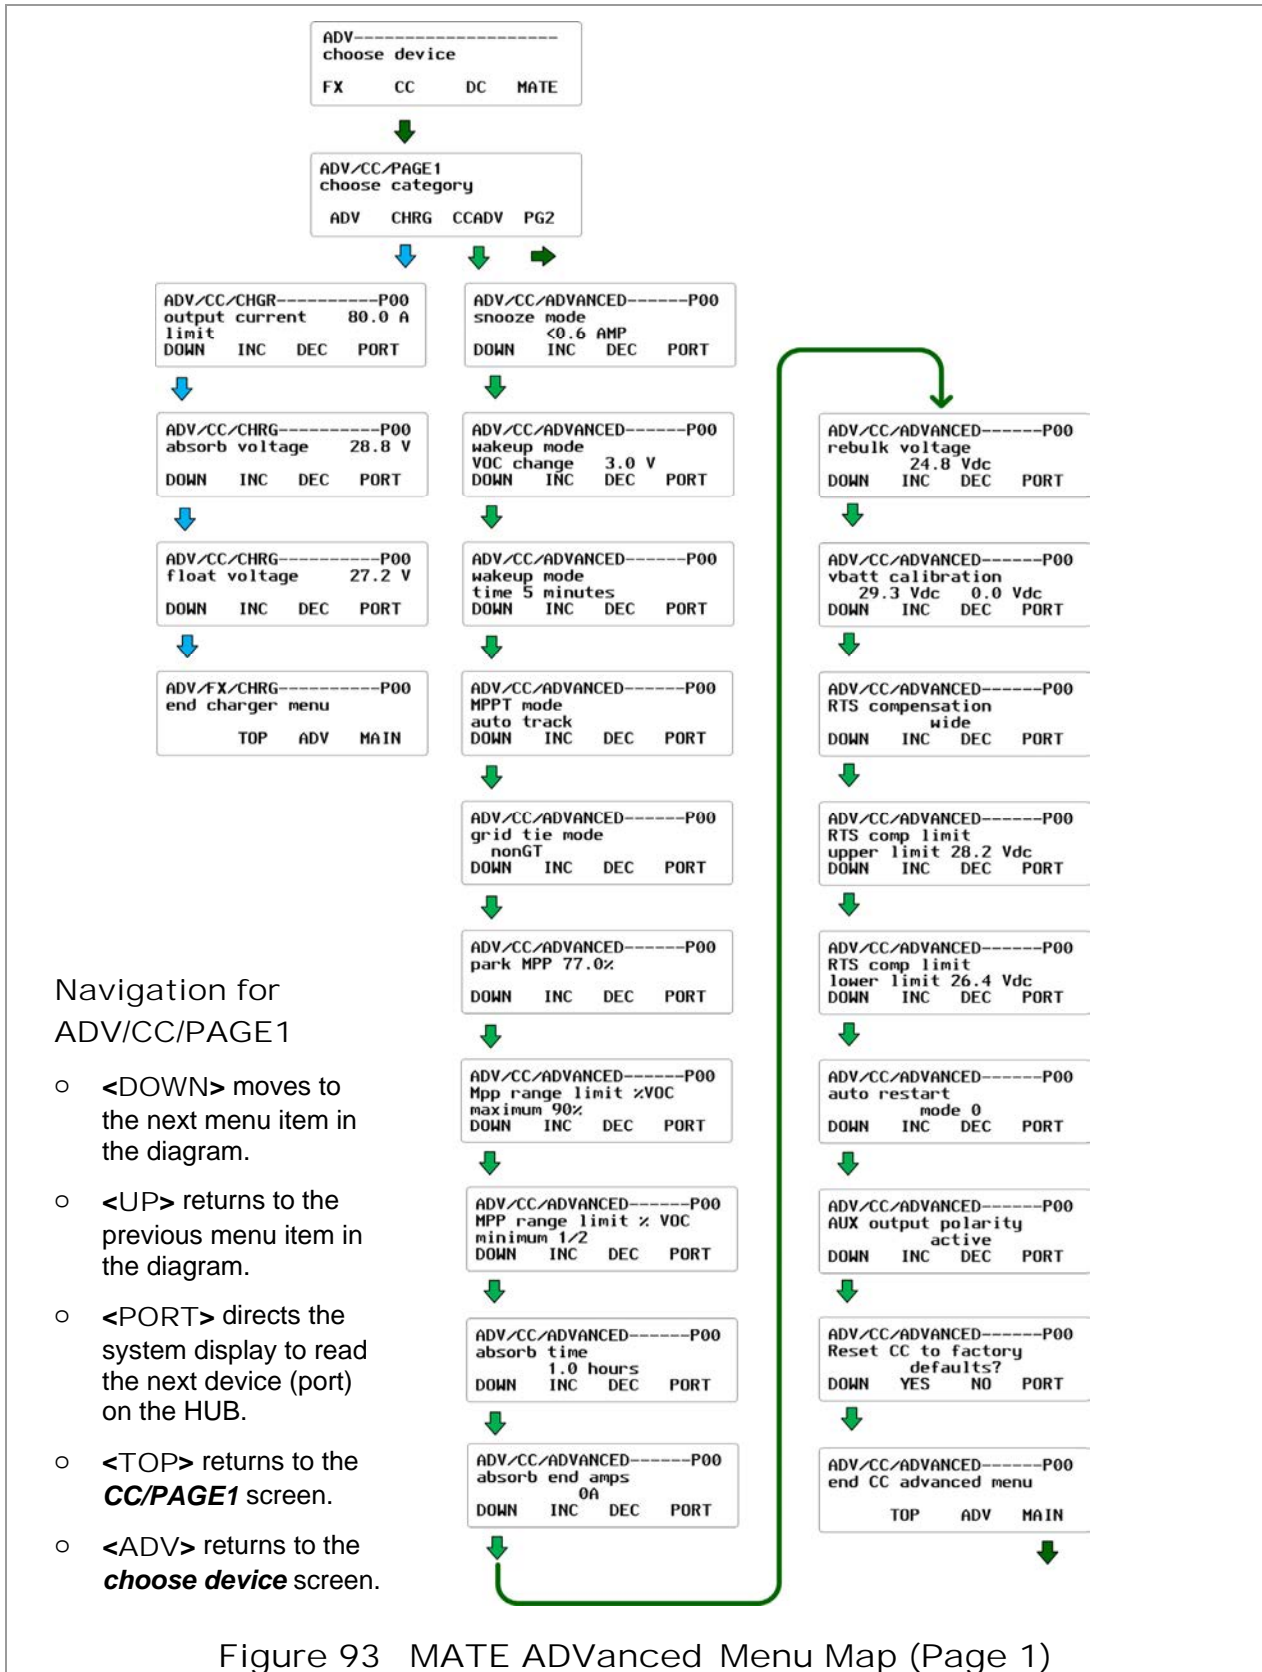 ADV---------------------
choose device
FX CC DC MATE
ADV/CC/PAGE1
choose category
ADV CHRG CCADV PG2
ADV/CC/CHGR----------P00
output current 80.0 A
limit
DOWN INC DEC PORT
ADV/CC/CHRG----------P00
absorb voltage 28.8 V
DOWN INC DEC PORT
ADV/CC/CHRG----------P00
float voltage 27.2 V
DOWN INC DEC PORT
ADV/FX/CHRG----------P00
end charger menu
TOP ADV MAIN
ADV/CC/ADVANCED------P00
snooze mode
<0.6 AMP
DOWN INC DEC PORT
ADV/CC/ADVANCED------P00
wakeup mode
VOC change 3.0 V
DOWN INC DEC PORT
ADV/CC/ADVANCED------P00
wakeup mode
time 5 minutes
DOWN INC DEC PORT
ADV/CC/ADVANCED------P00
MPPT mode
auto track
DOWN INC DEC PORT
ADV/CC/ADVANCED------P00
grid tie mode
nonGT
DOWN INC DEC PORT
ADV/CC/ADVANCED------P00
park MPP 77.0%
DOWN INC DEC PORT
ADV/CC/ADVANCED------P00
Mpp range limit %VOC
maximum 90%
DOWN INC DEC PORT
ADV/CC/ADVANCED------P00
MPP range limit % VOC
minimum 1/2
DOWN INC DEC PORT
ADV/CC/ADVANCED------P00
absorb time
1.0 hours
DOWN INC DEC PORT
ADV/CC/ADVANCED------P00
absorb end amps
0A
DOWN INC DEC PORT
ADV/CC/ADVANCED------P00
rebulk voltage
24.8 Vdc
DOWN INC DEC PORT
ADV/CC/ADVANCED------P00
vbatt calibration
29.3 Vdc 0.0 Vdc
DOWN INC DEC PORT
ADV/CC/ADVANCED------P00
RTS compensation
wide
DOWN INC DEC PORT
ADV/CC/ADVANCED------P00
RTS comp limit
upper limit 28.2 Vdc
DOWN INC DEC PORT
ADV/CC/ADVANCED------P00
RTS comp limit
lower limit 26.4 Vdc
DOWN INC DEC PORT
ADV/CC/ADVANCED------P00
auto restart
mode 0
DOWN INC DEC PORT
ADV/CC/ADVANCED------P00
AUX output polarity
active
DOWN INC DEC PORT
ADV/CC/ADVANCED------P00
Reset CC to factory
defaults?
DOWN YES NO PORT
ADV/CC/ADVANCED------P00
end CC advanced menu
TOP ADV MAIN
Navigation for
ADV/CC/PAGE1
o <DOWN> moves to
the next menu item in
the diagram.
o <UP> returns to the
previous menu item in
the diagram.
o <PORT> directs the
system display to read
the next device (port)
on the HUB.
o <TOP> returns to the
CC/PAGE1 screen.
o <ADV> returns to the
choose device screen.
Figure 93 MATE ADVanced Menu Map (Page 1)